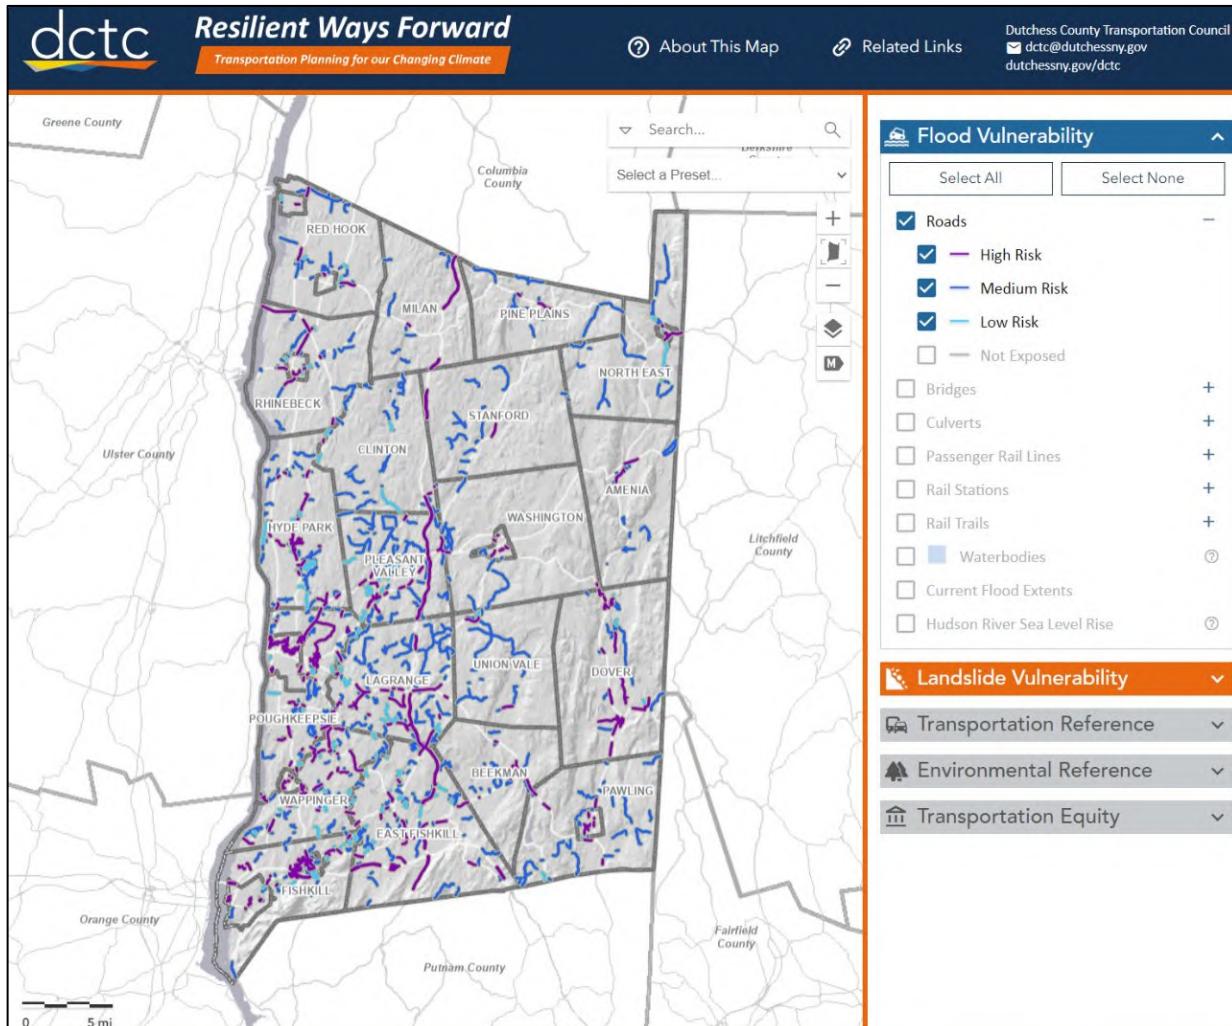 dctc
Resilient Ways Forward
Transportation Planning for our Changing Climate
About This Map
Related Links
Dutchess County Transportation Council
dctc@dutchessny.gov
dutchessny.gov/dctc
Search...
Select a Preset...
M
Greene County
Columbia
County
RED HOOK
MILAN
PINE PLAINS
NORTH EAST
RHINEBECK
STANFORD
CLINTON
Ulster County
AMENIA
WASHINGTON
HYDE PARK
Litchfield
County
PLEASANT
VALLEY
UNION VALE
DOVER
LAGRANGE
POUGHKEEPSIE
BEEKMAN
PAWLING
WAPPINGER
EAST FISHKILL
FISHKILL
Orange County
Fairfield
County
Putnam County
0 5 mi
Flood Vulnerability
Select All
Select None
Roads
High Risk
Medium Risk
Low Risk
Not Exposed
Bridges
Culverts
Passenger Rail Lines
Rail Stations
Rail Trails
Waterbodies
Current Flood Extents
Hudson River Sea Level Rise
Landslide Vulnerability
Transportation Reference
Environmental Reference
Transportation Equity